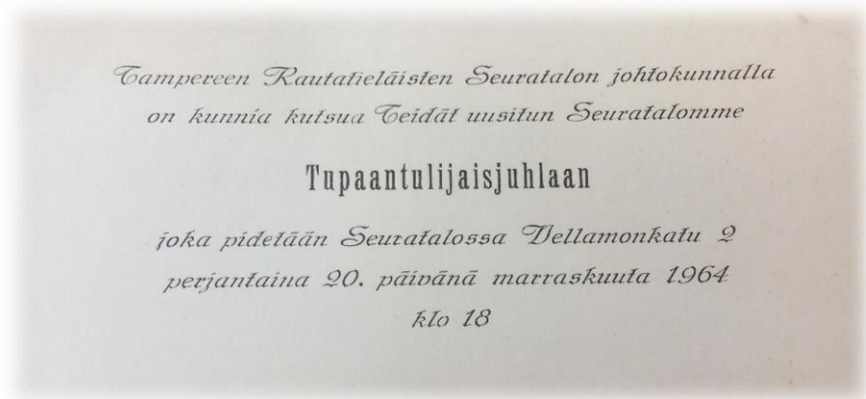 Tampereen Rautatieläisten Seuratalon johtokunnalla
on kunnia kutsua Teidät uusitun Seuratalomme
Tupaantulijaisjuhlaan
joka pidetään Seuratalossa Vellamonkatu 2
perjantaina 20. päivänä marraskuuta 1964
klo 18